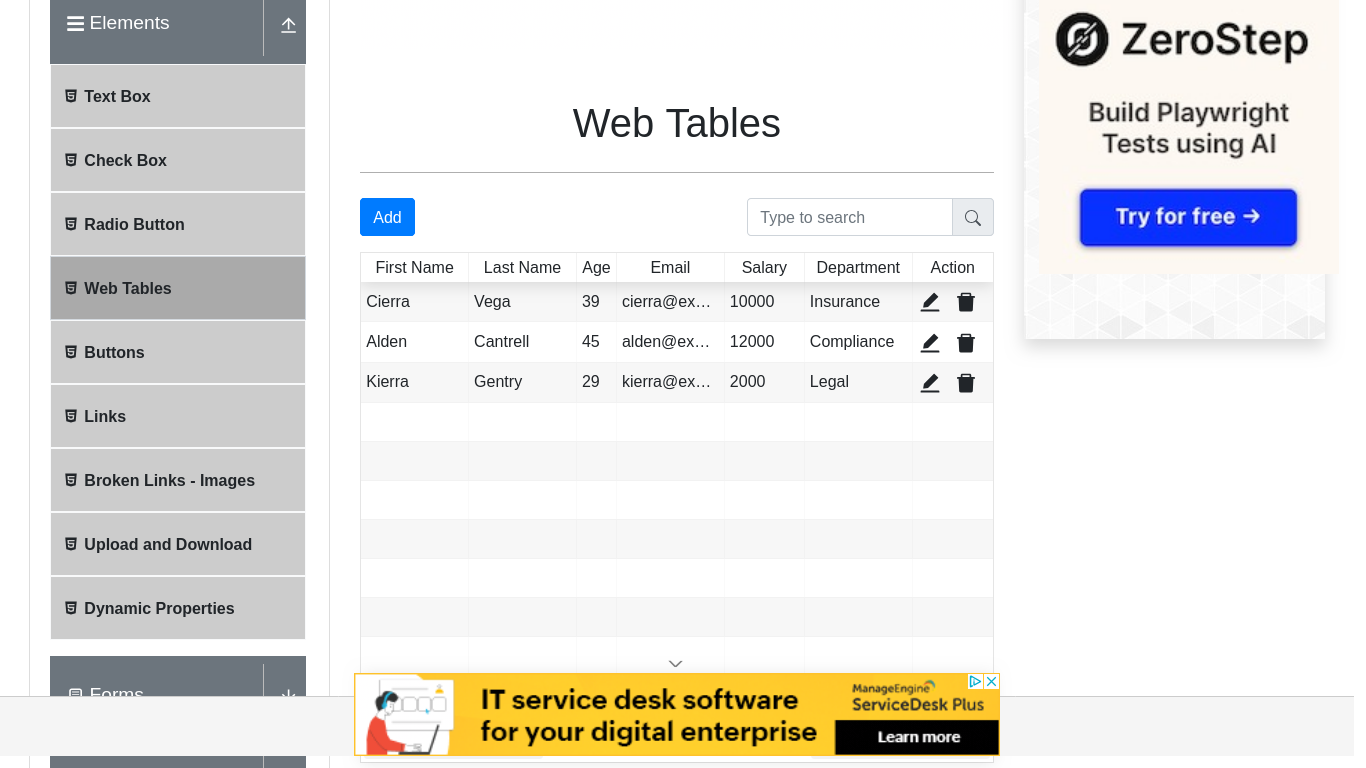 Elements
Text Box
Check Box
Radio Button
Web Tables
Buttons
Links
Broken Links - Images
Upload and Download
Dynamic Properties
Forms
Web Tables
Add
Type to search
First Name Last Name Age Email Salary Department Action
Cierra Vega 39 cierra@ex… 10000 Insurance
Alden Cantrell 45 alden@ex… 12000 Compliance
Kierra Gentry 29 kierra@ex… 2000 Legal
IT service desk software
for your digital enterprise
ManageEngine
ServiceDesk Plus
Learn more
ZeroStep
Build Playwright
Tests using AI
Try for free →